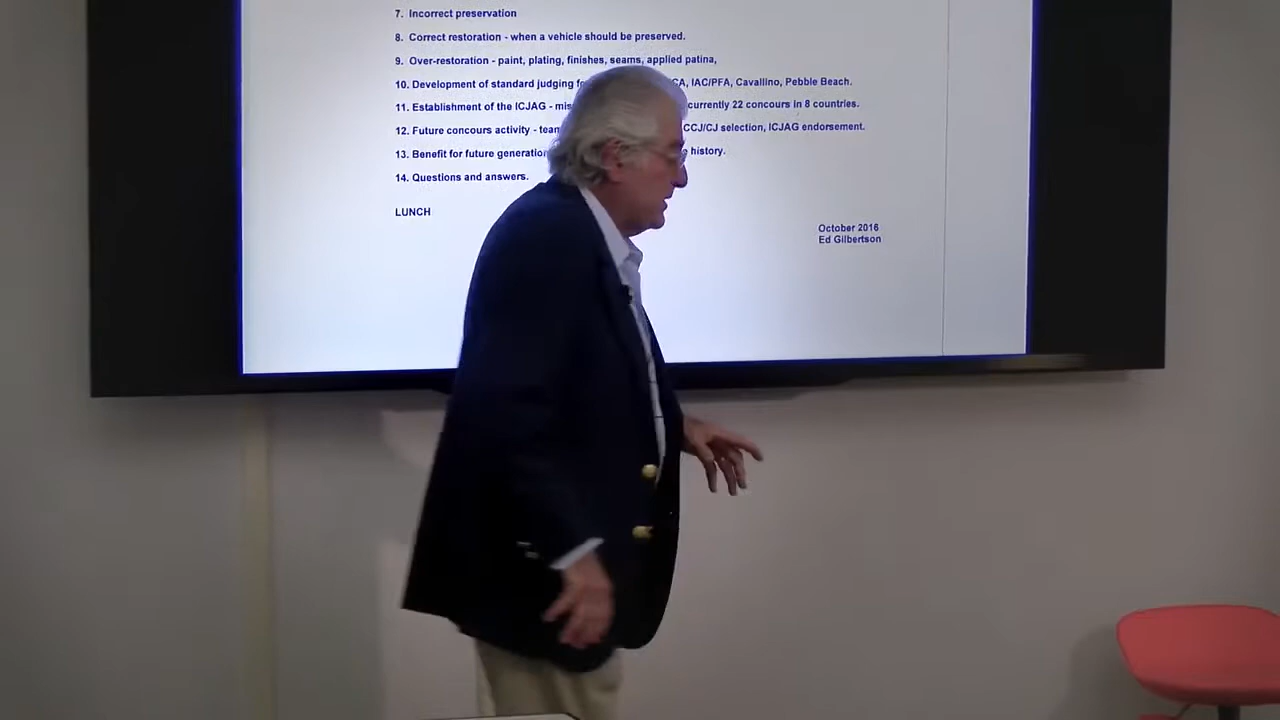 7. Incorrect preservation
8. Correct restoration - when a vehicle should be preserved.
9. Over-restoration - paint, plating, finishes, seams, applied patina,
10. Development of standard judging CA, IAC/PFA, Cavallino, Pebble Beach.
11. Establishment of the ICJAG - currently 22 concours in 8 countries.
12. Future concours activity - CCJ/CJ selection, ICJAG endorsement.
13. Benefit for future history.
14. Questions and answers.
LUNCH
October 2016
Ed Gilbertson